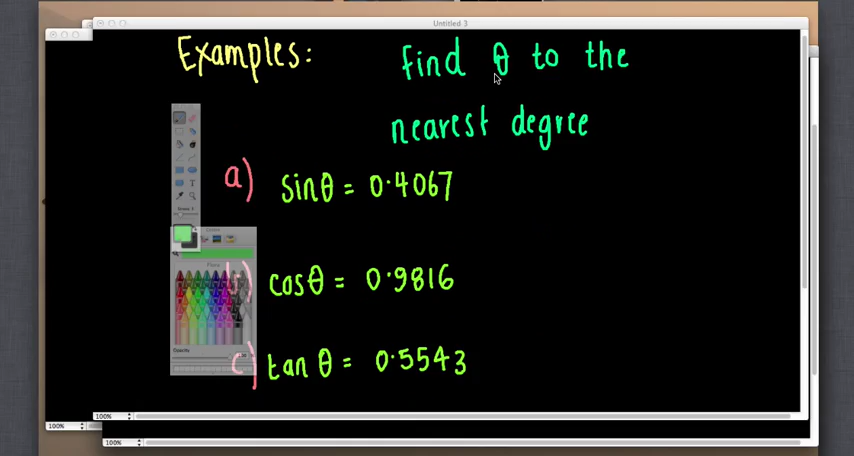 Untitled 3
Examples:
find θ to the
nearest degree
a) sinθ = 0.4067
b) cosθ = 0.9816
c) tan θ = 0.5543
Opacity
100%
100%
100%